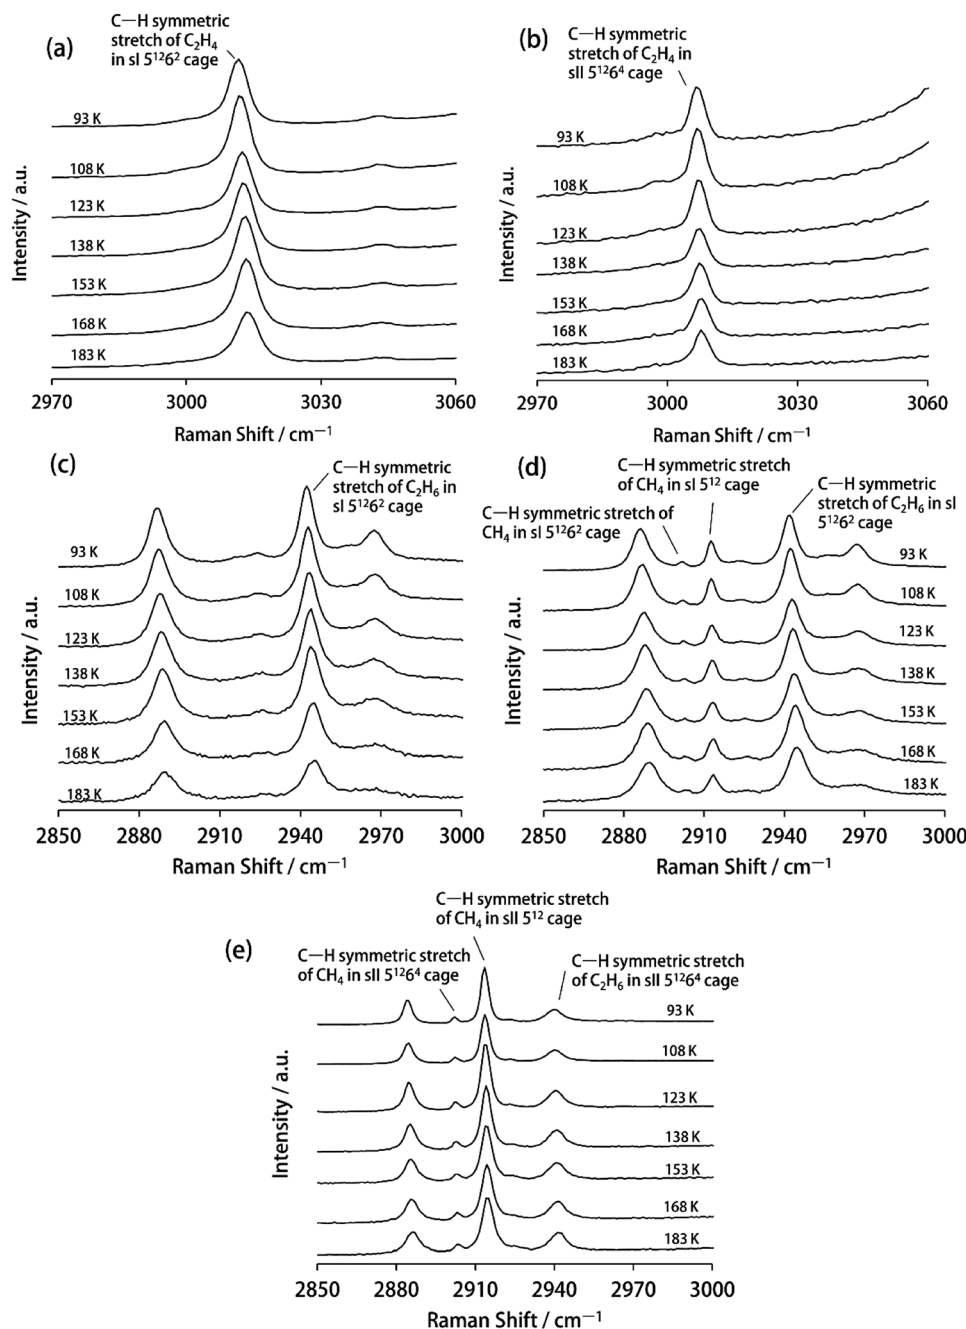 (a)
C—H symmetric
stretch of C₂H₄
in sI 5¹²6² cage
93 K
108 K
123 K
138 K
153 K
168 K
183 K
Intensity / a.u.
2970 3000 3030 3060
Raman Shift / cm⁻¹
(b)
C—H symmetric
stretch of C₂H₄ in
sII 5¹²6⁴ cage
93 K
108 K
123 K
138 K
153 K
168 K
183 K
Intensity / a.u.
2970 3000 3030 3060
Raman Shift / cm⁻¹
(c)
C—H symmetric
stretch of C₂H₆ in
sI 5¹²6² cage
93 K
108 K
123 K
138 K
153 K
168 K
183 K
Intensity / a.u.
2850 2880 2910 2940 2970 3000
Raman Shift / cm⁻¹
(d)
C—H symmetric stretch
of CH₄ in sI 5¹² cage
C—H symmetric stretch of
CH₄ in sI 5¹²6² cage
C—H symmetric
stretch of C₂H₆ in sI
5¹²6² cage
93 K
108 K
123 K
138 K
153 K
168 K
183 K
Intensity / a.u.
2850 2880 2910 2940 2970 3000
Raman Shift / cm⁻¹
(e)
C—H symmetric stretch
of CH₄ in sII 5¹² cage
C—H symmetric stretch
of CH₄ in sII 5¹²6⁴ cage
C—H symmetric stretch
of C₂H₆ in sII 5¹²6⁴ cage
93 K
108 K
123 K
138 K
153 K
168 K
183 K
Intensity / a.u.
2850 2880 2910 2940 2970 3000
Raman Shift / cm⁻¹